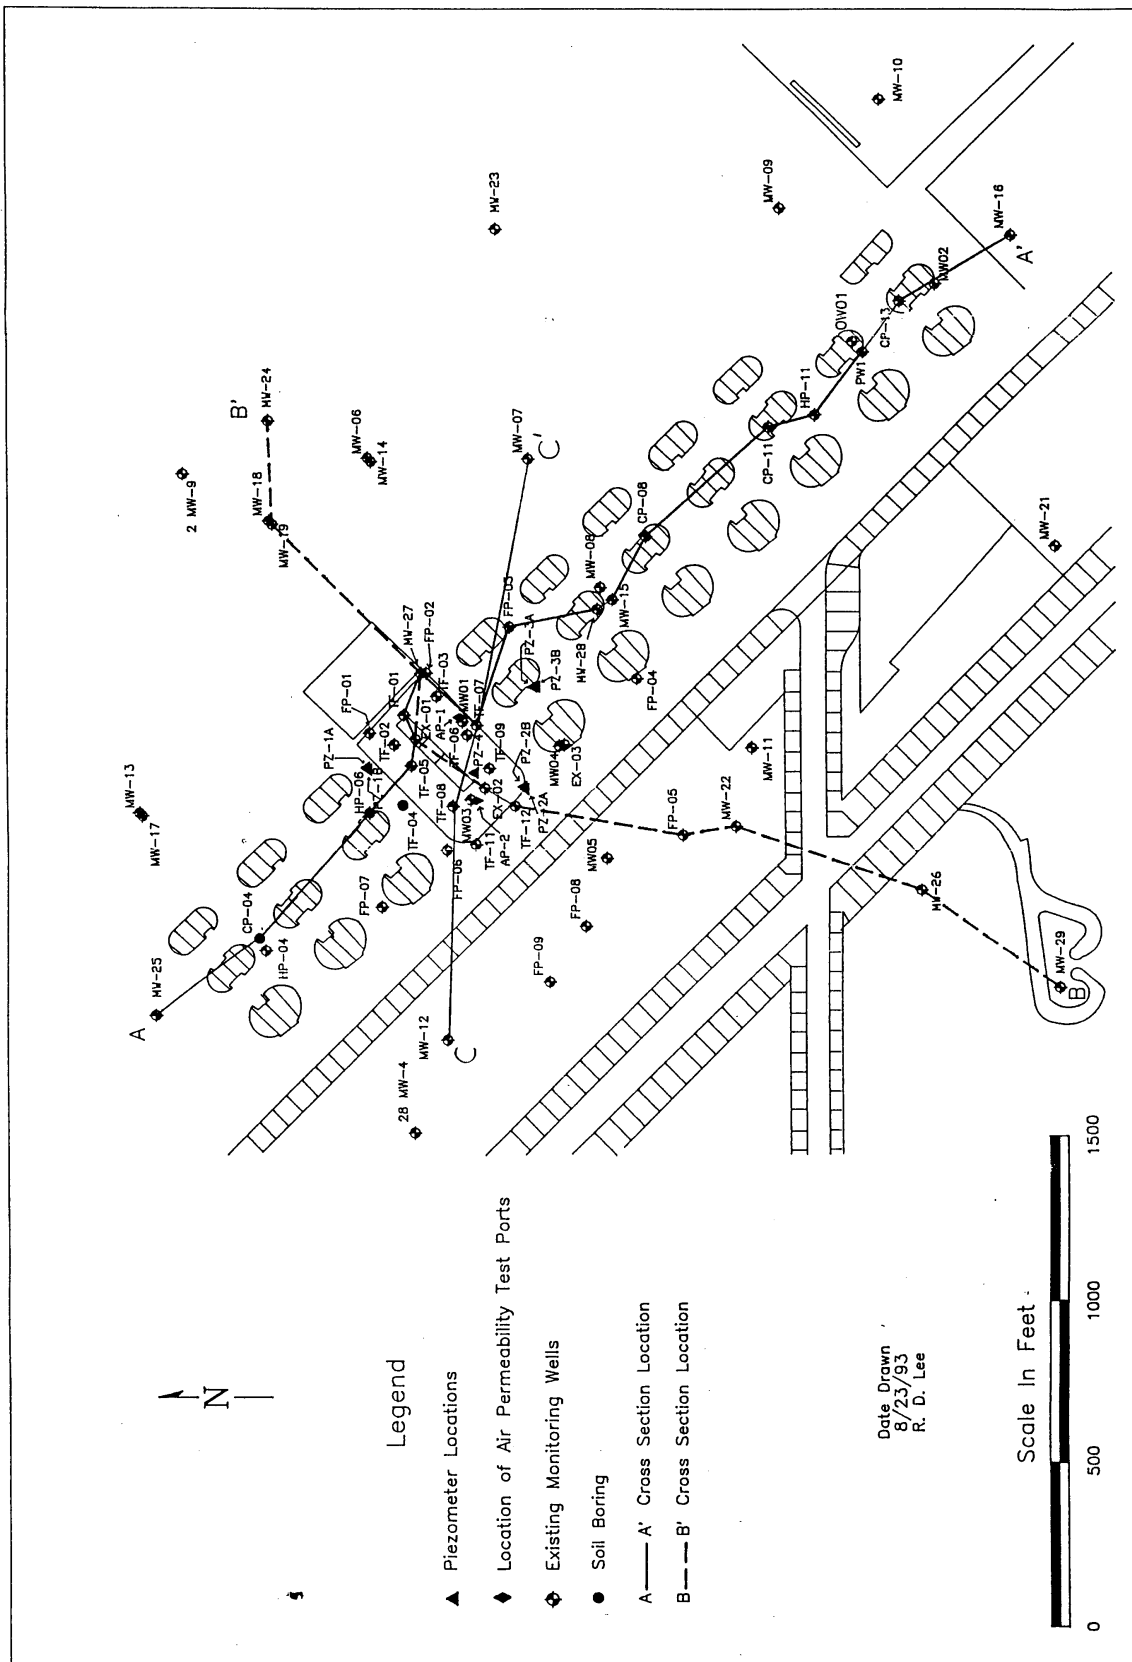 MW-10
MW-09
MW-16
A'
MW-23
MW02
CP-13
OW01
PW1
HP-11
CP-11
B'
MW-24
MW-06
MW-14
2 MW-9
MW-18
MW-19
MW-07
C'
CP-08
MW-08
MW-15
MW-28
MW-21
FP-03
PZ-3A
PZ-3B
FP-04
MW-27
FP-02
TF-03
MW01
TF-07
TF-01
EX-01
AP-1
TF-06
PZ-4
TF-09
PZ-2B
MW04
EX-03
MW-11
FP-01
PZ-1A
TF-02
TF-05
HP-06
TF-04
TF-08
MW03
EX-02
PZ-2A
TF-12
AP-2
TF-11
FP-06
FP-05
MW-22
MW05
MW-13
MW-17
FP-07
FP-08
FP-09
CP-04
HP-04
MW-25
A
MW-12
C
28 MW-4
MW-26
MW-29
B
N
Legend
Piezometer Locations
Location of Air Permeability Test Ports
Existing Monitoring Wells
Soil Boring
A A' Cross Section Location
B B' Cross Section Location
Date Drawn
8/23/93
R. D. Lee
Scale In Feet
0 500 1000 1500